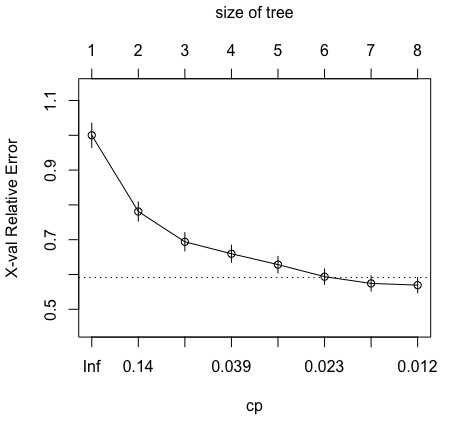 size of tree
1 2 3 4 5 6 7 8
X-val Relative Error
1.1
0.9
0.7
0.5
Inf 0.14 0.039 0.023 0.012
cp